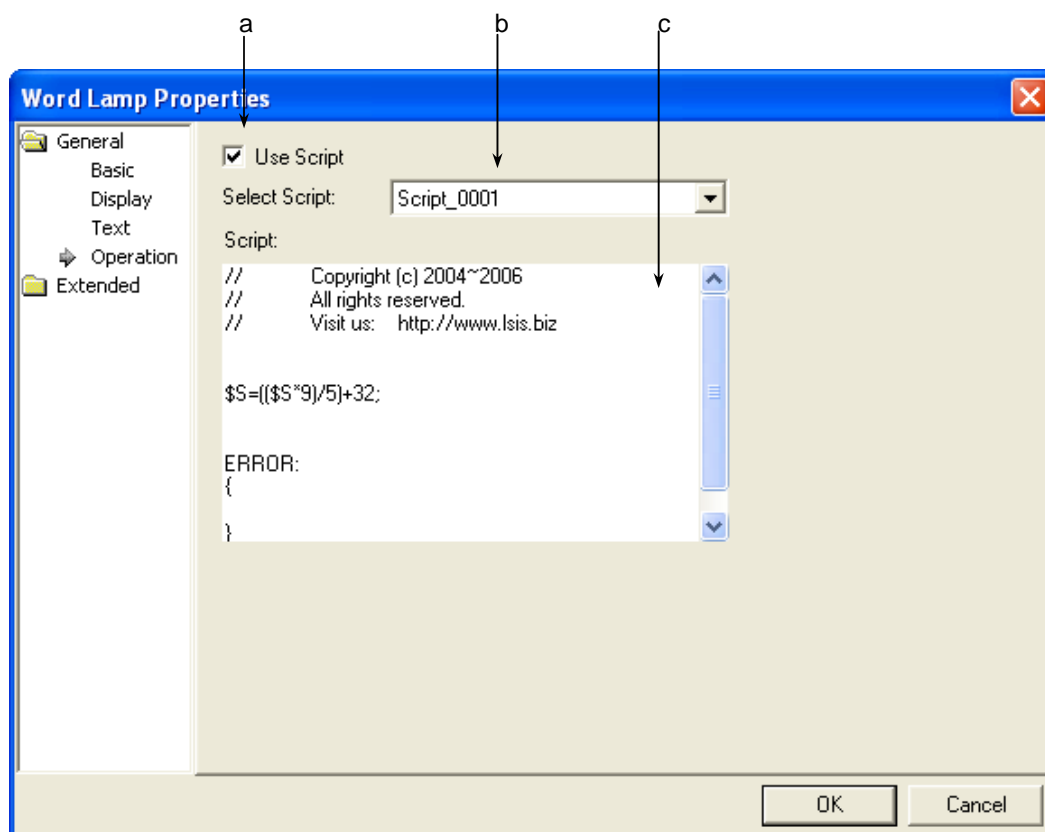 a b c
Word Lamp Properties
General
Basic
Display
Text
Operation
Extended
Use Script
Select Script: Script_0001
Script:
// Copyright (c) 2004~2006
// All rights reserved.
// Visit us: http://www.lsis.biz
$S=(($S*9)/5)+32;
ERROR:
{
}
OK Cancel